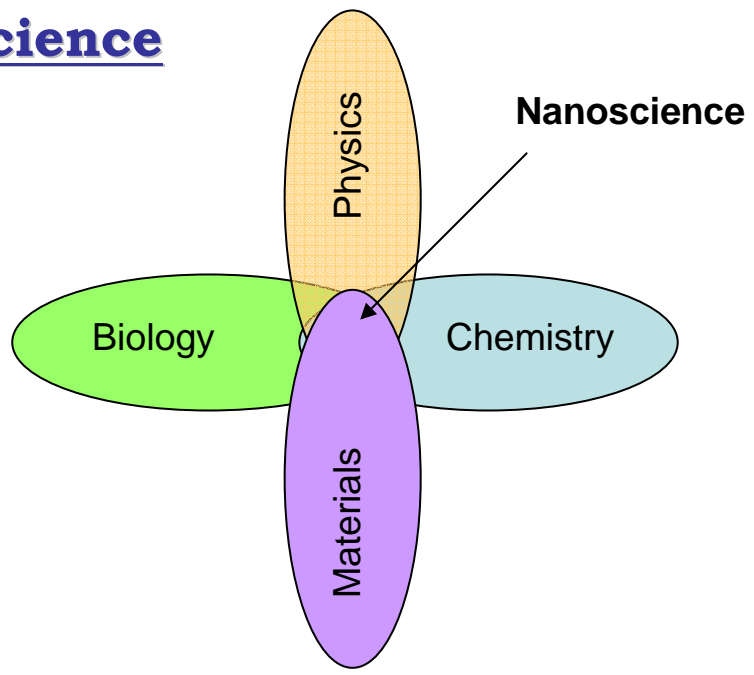 cience
Nanoscience
Physics
Biology
Chemistry
Materials